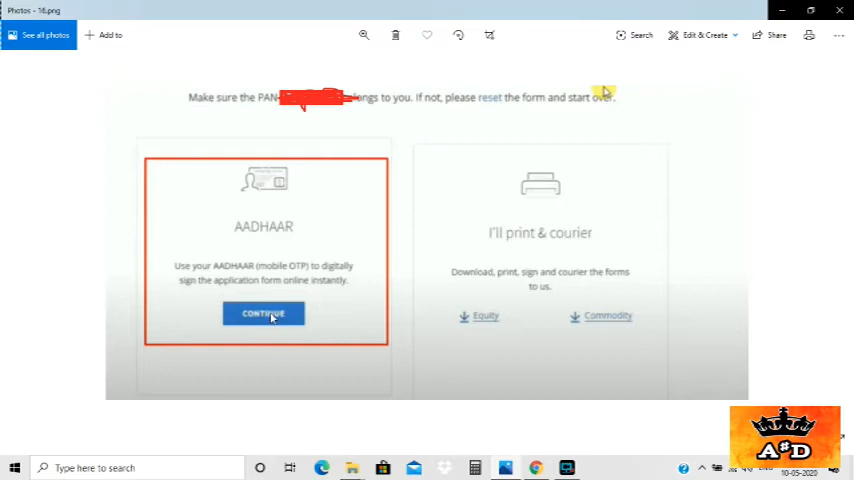 Photos - 16.png
See all photos
Add to
Search
Edit & Create
Share
Make sure the PAN longs to you. If not, please reset the form and start over.
AADHAAR
Use your AADHAAR (mobile OTP) to digitally
sign the application form online instantly.
CONTINUE
I'll print & courier
Download, print, sign and courier the forms
to us.
Equity
Commodity
A#D
Type here to search
10-05-2020